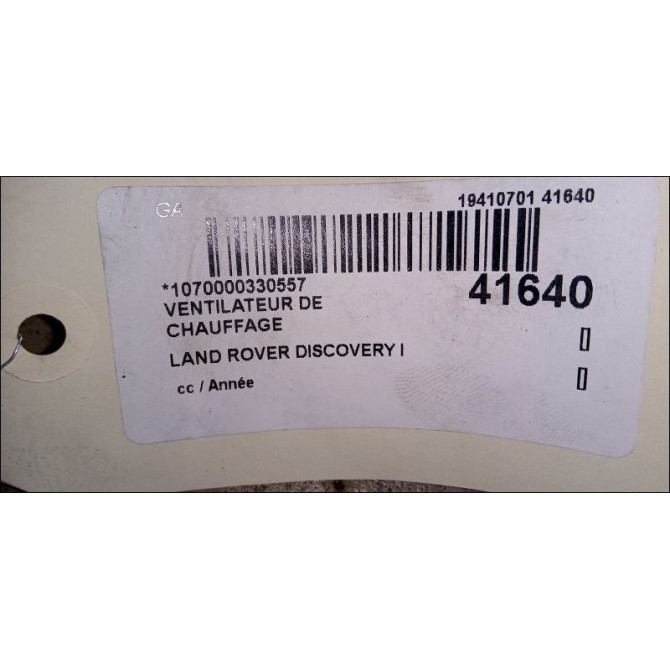 GA
19410701 41640
*1070000330557
41640
VENTILATEUR DE
CHAUFFAGE
LAND ROVER DISCOVERY I
cc / Année